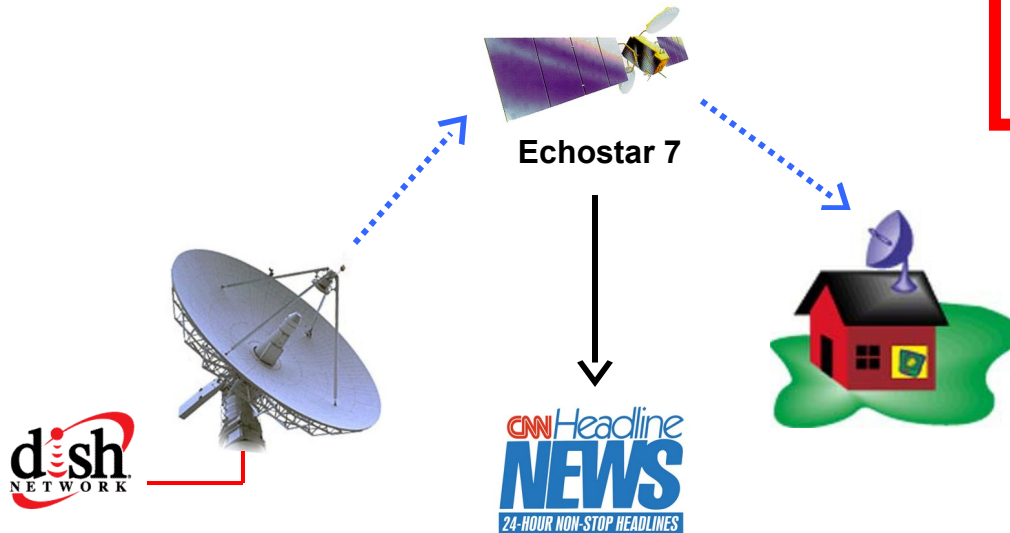 Echostar 7
dish
NETWORK
CNN Headline
NEWS
24-HOUR NON-STOP HEADLINES